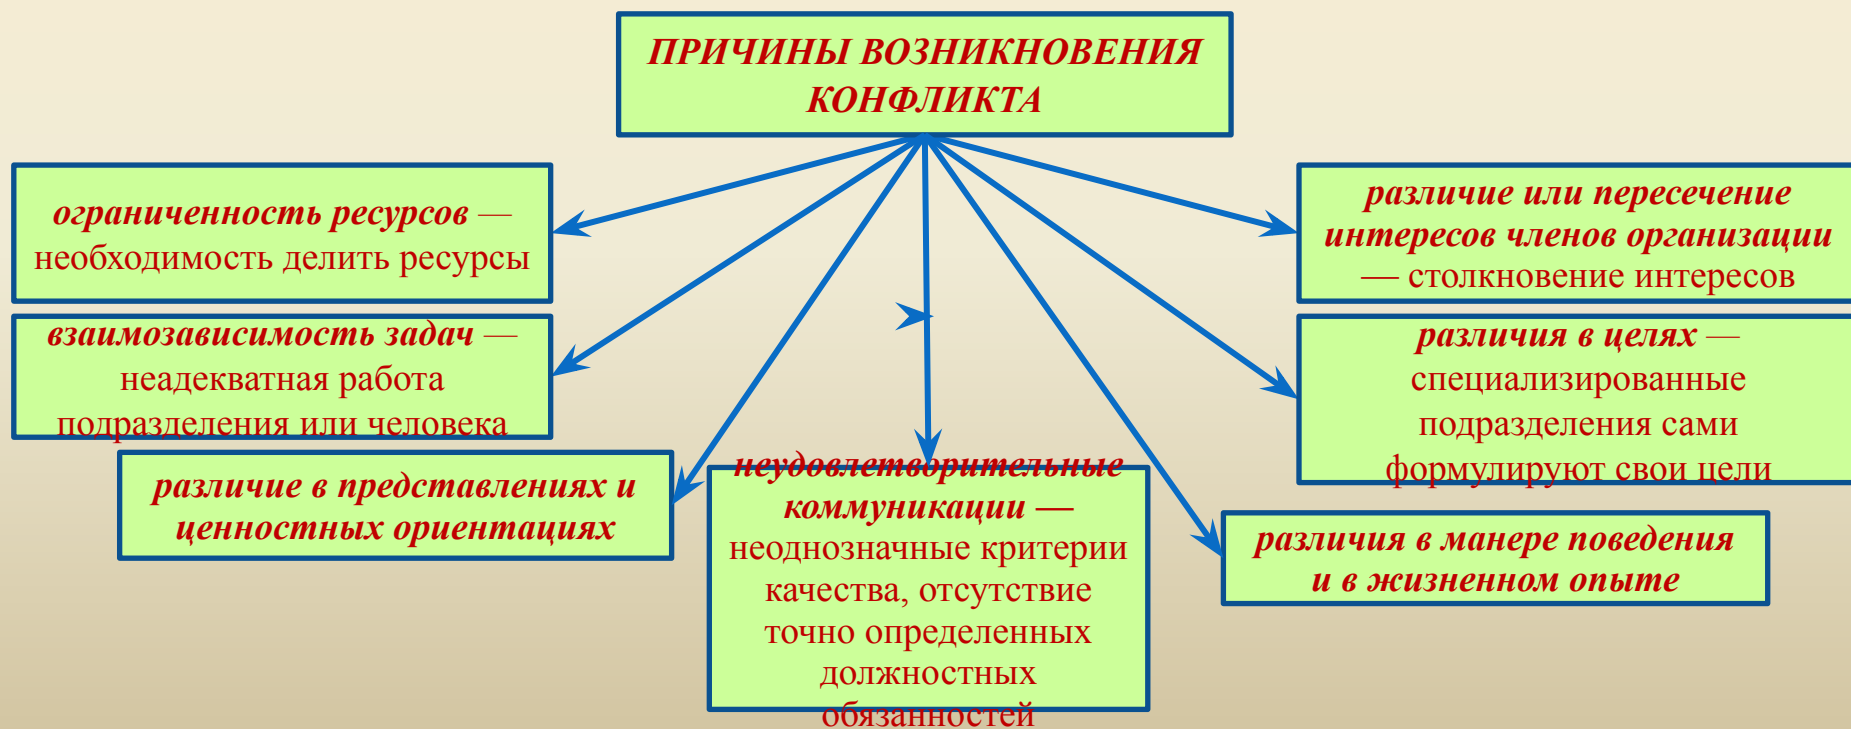 ПРИЧИНЫ ВОЗНИКНОВЕНИЯ
КОНФЛИКТА
ограниченность ресурсов —
необходимость делить ресурсы
взаимозависимость задач —
неадекватная работа
подразделения или человека
различие в представлениях и
ценностных ориентациях
неудовлетворительные
коммуникации —
неоднозначные критерии
качества, отсутствие
точно определенных
должностных
обязанностей
различие или пересечение
интересов членов организации
— столкновение интересов
различия в целях —
специализированные
подразделения сами
формулируют свои цели
различия в манере поведения
и в жизненном опыте